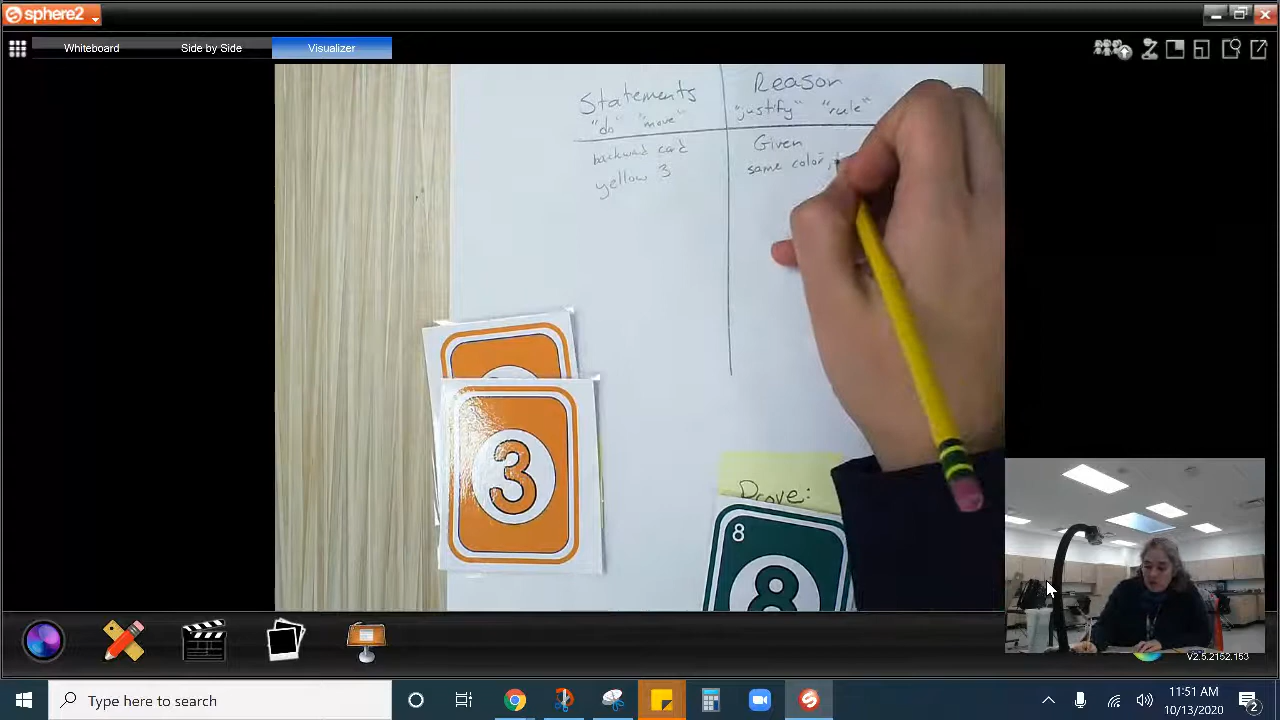 sphere2
Whiteboard
Side by Side
Visualizer
Statements
"do" "move"
Reason
"justify" "rule"
backward card
Given
yellow 3
same color,
3
Prove:
8
8
V2.5.2152.153
Type here to search
11:51 AM
10/13/2020
2